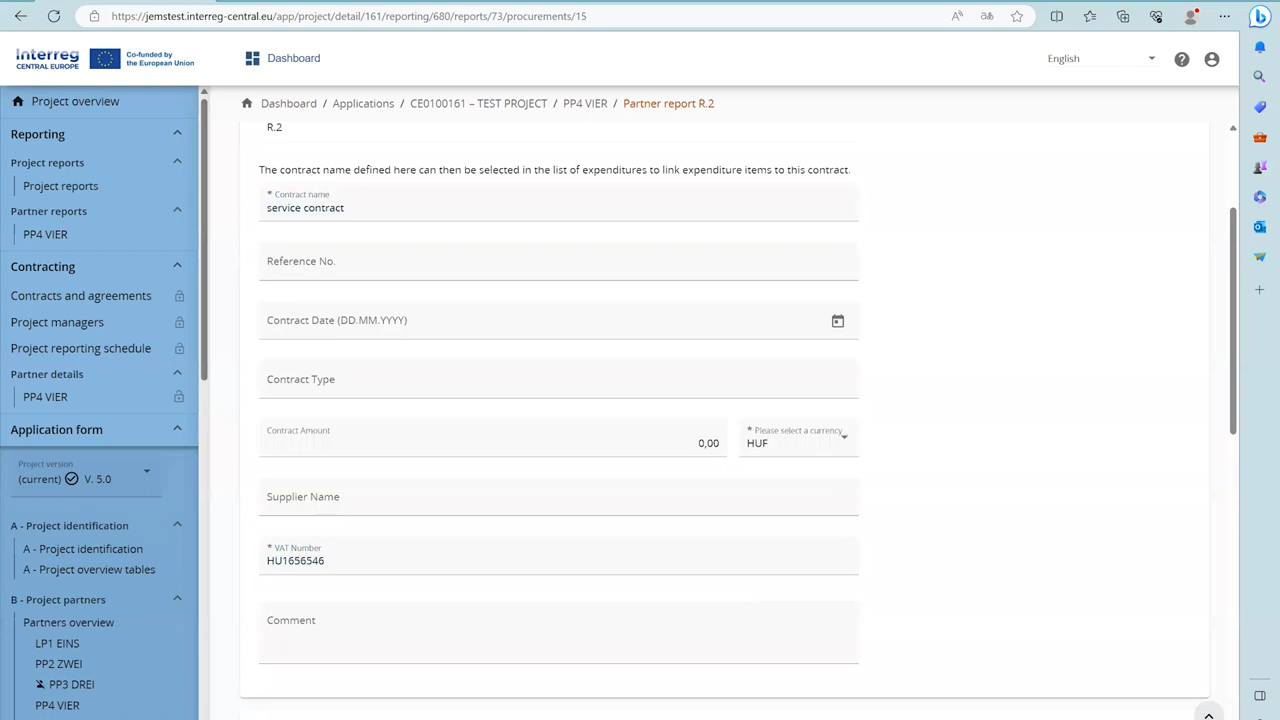 https://jemstest.interreg-central.eu/app/project/detail/161/reporting/680/reports/73/procurements/15
Interreg
CENTRAL EUROPE
Co-funded by
the European Union
Dashboard
English
Project overview
Reporting
Project reports
Project reports
Partner reports
PP4 VIER
Contracting
Contracts and agreements
Project managers
Project reporting schedule
Partner details
PP4 VIER
Application form
Project version
(current) V. 5.0
A - Project identification
A - Project identification
A - Project overview tables
B - Project partners
Partners overview
LP1 EINS
PP2 ZWEI
PP3 DREI
PP4 VIER
Dashboard / Applications / CE0100161 – TEST PROJECT / PP4 VIER / Partner report R.2
R.2
The contract name defined here can then be selected in the list of expenditures to link expenditure items to this contract.
* Contract name
service contract
Reference No.
Contract Date (DD.MM.YYYY)
Contract Type
Contract Amount
0,00
* Please select a currency
HUF
Supplier Name
* VAT Number
HU1656546
Comment